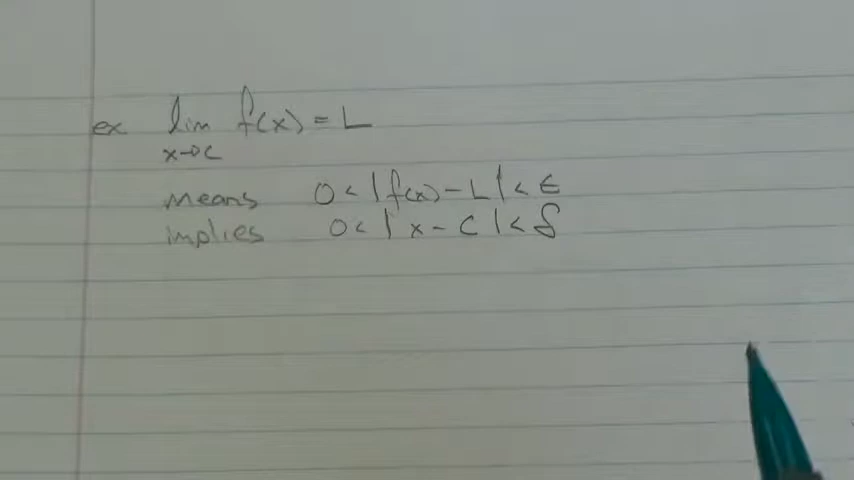 ex lim f(x) = L
x→c
means 0 < |f(x) - L| < ε
implies 0 < |x - c| < δ